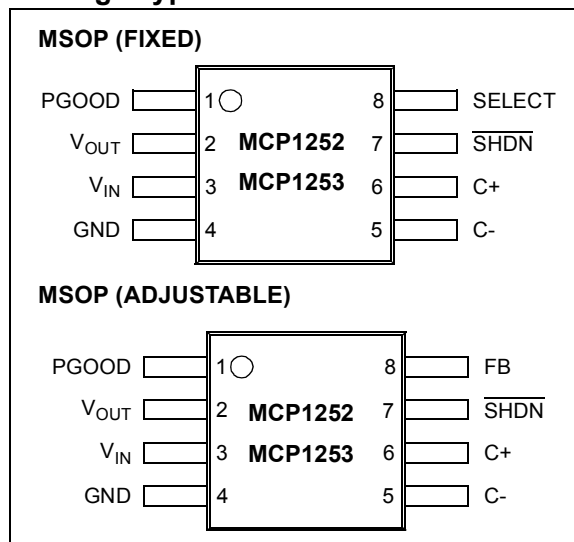 MSOP (FIXED)
PGOOD 1 8 SELECT
VOUT 2 MCP1252 7 SHDN
VIN 3 MCP1253 6 C+
GND 4 5 C-
MSOP (ADJUSTABLE)
PGOOD 1 8 FB
VOUT 2 MCP1252 7 SHDN
VIN 3 MCP1253 6 C+
GND 4 5 C-